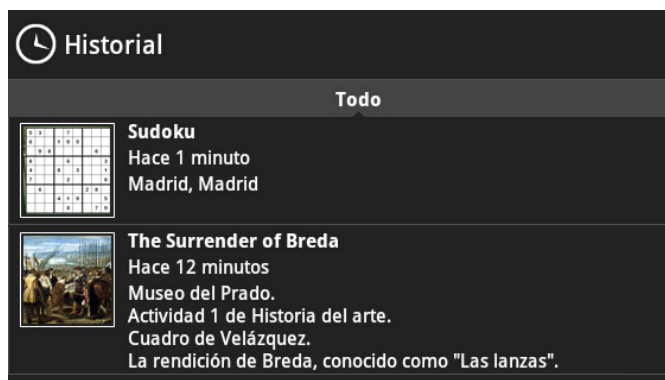 Historial
Todo
Sudoku
Hace 1 minuto
Madrid, Madrid
The Surrender of Breda
Hace 12 minutos
Museo del Prado.
Actividad 1 de Historia del arte.
Cuadro de Velázquez.
La rendición de Breda, conocido como "Las lanzas".